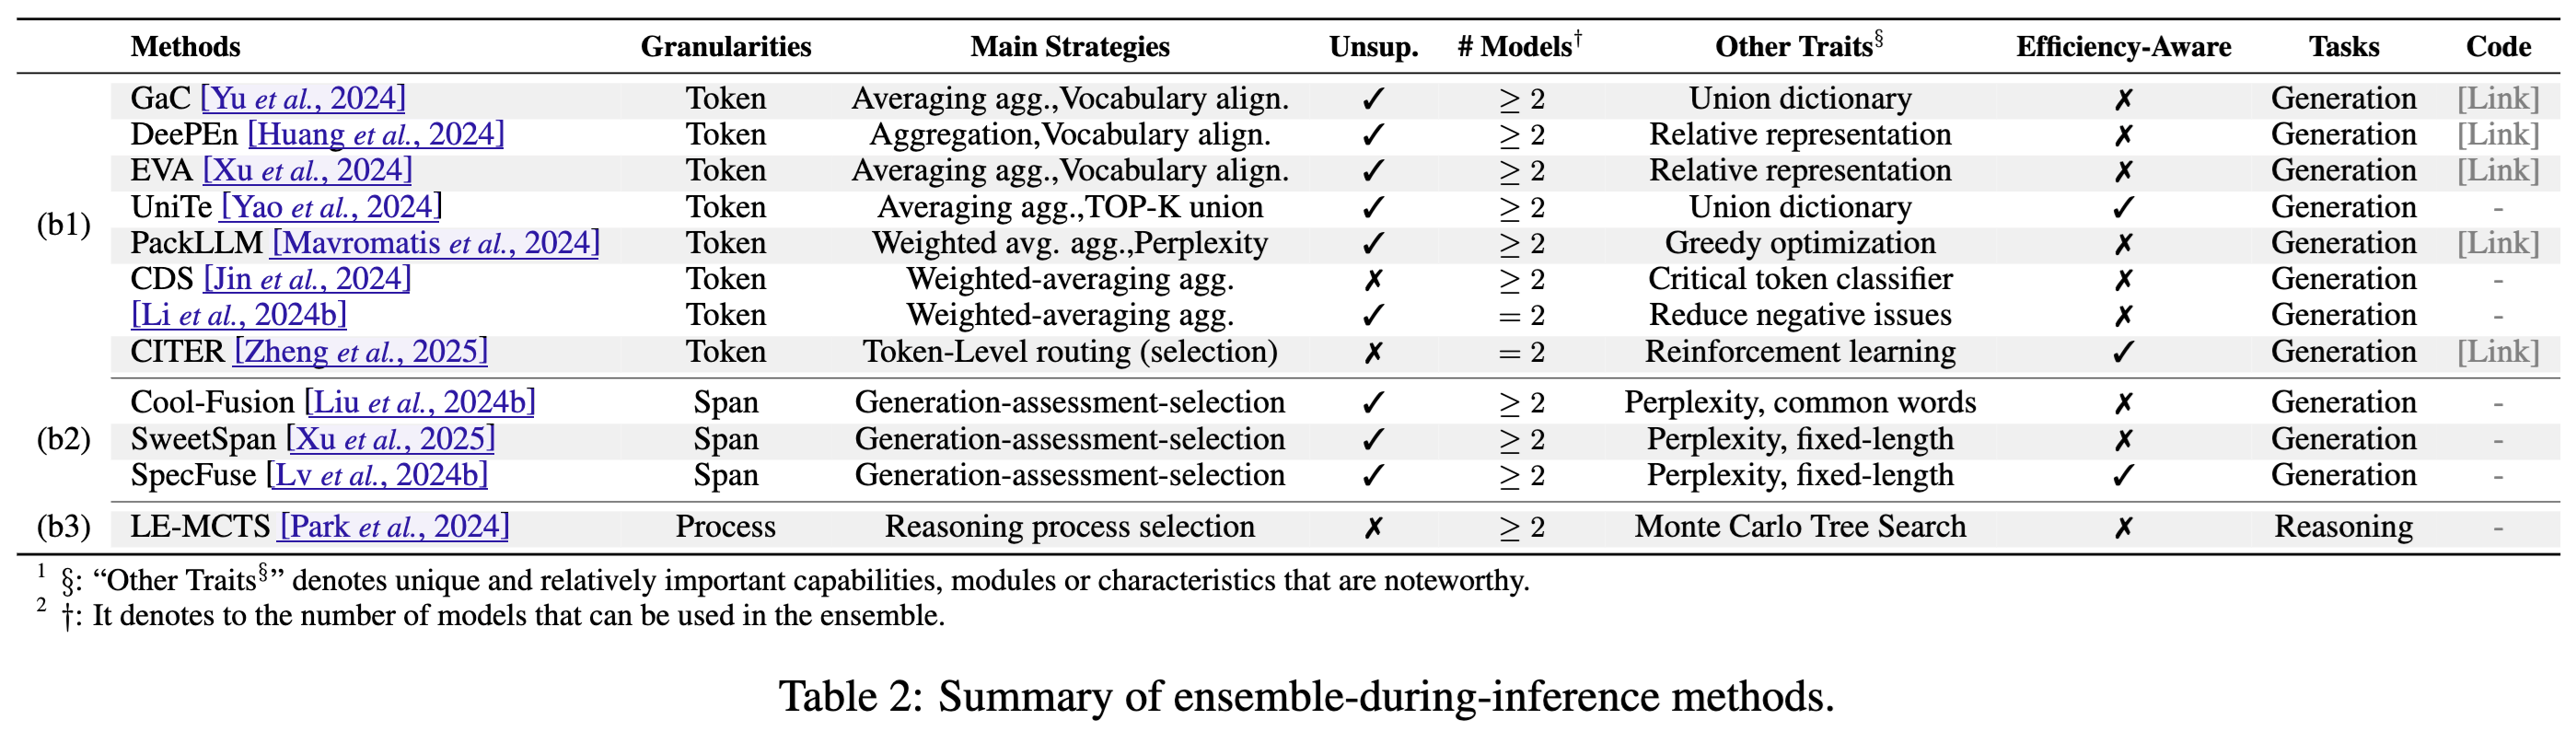 Methods Granularities Main Strategies Unsup. # Models† Other Traits§ Efficiency-Aware Tasks Code
GaC [Yu et al., 2024] Token Averaging agg.,Vocabulary align. ✓ ≥ 2 Union dictionary ✗ Generation [Link]
DeePEn [Huang et al., 2024] Token Aggregation,Vocabulary align. ✓ ≥ 2 Relative representation ✗ Generation [Link]
EVA [Xu et al., 2024] Token Averaging agg.,Vocabulary align. ✓ ≥ 2 Relative representation ✗ Generation [Link]
(b1) UniTe [Yao et al., 2024] Token Averaging agg.,TOP-K union ✓ ≥ 2 Union dictionary ✓ Generation -
PackLLM [Mavromatis et al., 2024] Token Weighted avg. agg.,Perplexity ✓ ≥ 2 Greedy optimization ✗ Generation [Link]
CDS [Jin et al., 2024] Token Weighted-averaging agg. ✗ ≥ 2 Critical token classifier ✗ Generation -
[Li et al., 2024b] Token Weighted-averaging agg. ✓ = 2 Reduce negative issues ✗ Generation -
CITER [Zheng et al., 2025] Token Token-Level routing (selection) ✗ = 2 Reinforcement learning ✓ Generation [Link]
Cool-Fusion [Liu et al., 2024b] Span Generation-assessment-selection ✓ ≥ 2 Perplexity, common words ✗ Generation -
(b2) SweetSpan [Xu et al., 2025] Span Generation-assessment-selection ✓ ≥ 2 Perplexity, fixed-length ✗ Generation -
SpecFuse [Lv et al., 2024b] Span Generation-assessment-selection ✓ ≥ 2 Perplexity, fixed-length ✓ Generation -
(b3) LE-MCTS [Park et al., 2024] Process Reasoning process selection ✗ ≥ 2 Monte Carlo Tree Search ✗ Reasoning -
1 §: “Other Traits§” denotes unique and relatively important capabilities, modules or characteristics that are noteworthy.
2 †: It denotes to the number of models that can be used in the ensemble.
Table 2: Summary of ensemble-during-inference methods.